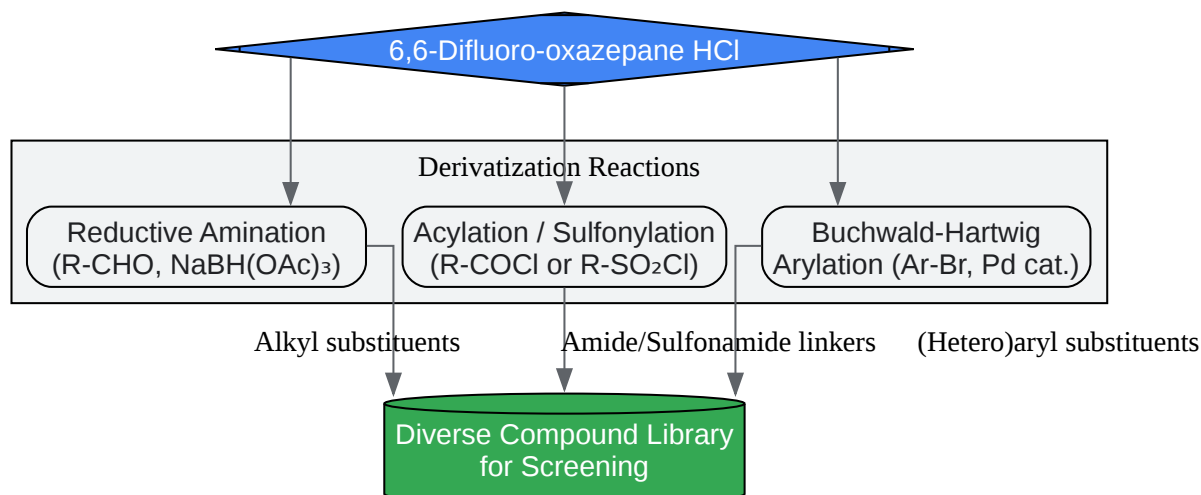 6,6-Difluoro-oxazepane HCl
Derivatization Reactions
Reductive Amination
(R-CHO, NaBH(OAc)₃)
Acylation / Sulfonylation
(R-COCl or R-SO₂Cl)
Buchwald-Hartwig
Arylation (Ar-Br, Pd cat.)
Alkyl substituents
Amide/Sulfonamide linkers
(Hetero)aryl substituents
Diverse Compound Library
for Screening